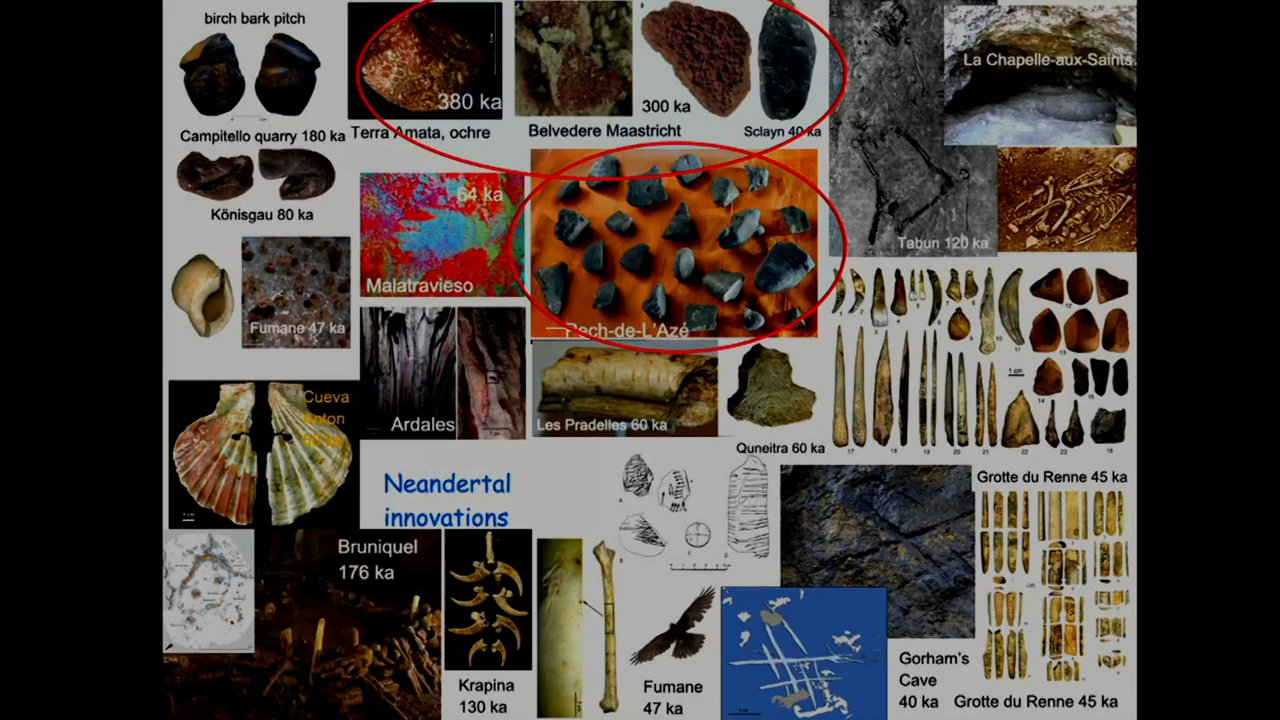 birch bark pitch
Campitello quarry 180 ka
Könisgau 80 ka
380 ka
Terra Amata, ochre
Belvedere Maastricht
300 ka
Sclayn 40 ka
La Chapelle-aux-Saints
Tabun 120 ka
64 ka
Malatravieso
Pech-de-L'Azé
Fumane 47 ka
Ardales
Les Pradelles 60 ka
Quneitra 60 ka
Cueva
Anton
Grotte du Renne 45 ka
Neandertal
innovations
Bruniquel
176 ka
Krapina
130 ka
Fumane
47 ka
Gorham's
Cave
40 ka
Grotte du Renne 45 ka